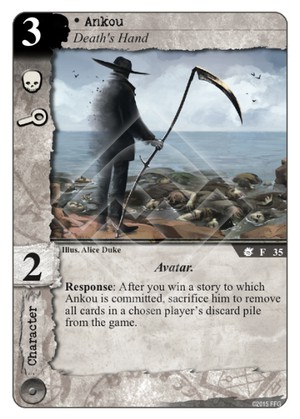 3
• Ankou
Death's Hand
Illus. Alice Duke
F 35
2
Avatar.
Response: After you win a story to which
Ankou is committed, sacrifice him to remove
all cards in a chosen player's discard pile
from the game.
Character
©2015 FFG